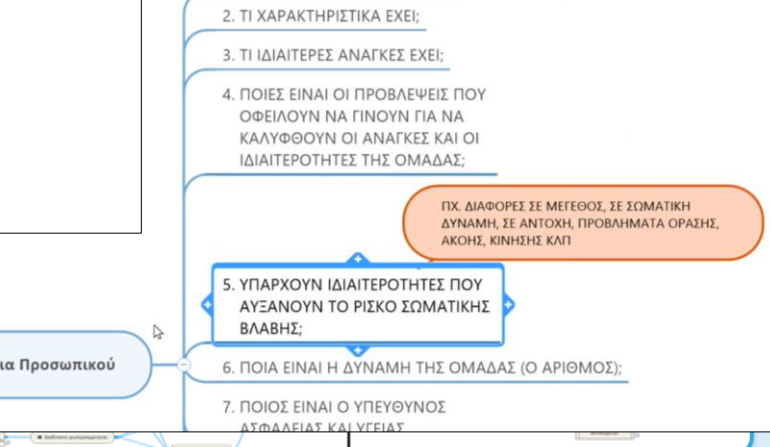 2. ΤΙ ΧΑΡΑΚΤΗΡΙΣΤΙΚΑ ΕΧΕΙ;
3. ΤΙ ΙΔΙΑΙΤΕΡΕΣ ΑΝΑΓΚΕΣ ΕΧΕΙ;
4. ΠΟΙΕΣ ΕΙΝΑΙ ΟΙ ΠΡΟΒΛΕΨΕΙΣ ΠΟΥ
ΟΦΕΙΛΟΥΝ ΝΑ ΓΙΝΟΥΝ ΓΙΑ ΝΑ
ΚΑΛΥΦΘΟΥΝ ΟΙ ΑΝΑΓΚΕΣ ΚΑΙ ΟΙ
ΙΔΙΑΙΤΕΡΟΤΗΤΕΣ ΤΗΣ ΟΜΑΔΑΣ;
ΠΧ. ΔΙΑΦΟΡΕΣ ΣΕ ΜΕΓΕΘΟΣ, ΣΕ ΣΩΜΑΤΙΚΗ
ΔΥΝΑΜΗ, ΣΕ ΑΝΤΟΧΗ, ΠΡΟΒΛΗΜΑΤΑ ΟΡΑΣΗΣ,
ΑΚΟΗΣ, ΚΙΝΗΣΗΣ ΚΛΠ
5. ΥΠΑΡΧΟΥΝ ΙΔΙΑΙΤΕΡΟΤΗΤΕΣ ΠΟΥ
ΑΥΞΑΝΟΥΝ ΤΟ ΡΙΣΚΟ ΣΩΜΑΤΙΚΗΣ
ΒΛΑΒΗΣ;
ια Προσωπικού
6. ΠΟΙΑ ΕΙΝΑΙ Η ΔΥΝΑΜΗ ΤΗΣ ΟΜΑΔΑΣ (Ο ΑΡΙΘΜΟΣ);
7. ΠΟΙΟΣ ΕΙΝΑΙ Ο ΥΠΕΥΘΥΝΟΣ
ΑΣΦΑΛΕΙΑΣ ΚΑΙ ΥΓΕΙΑΣ